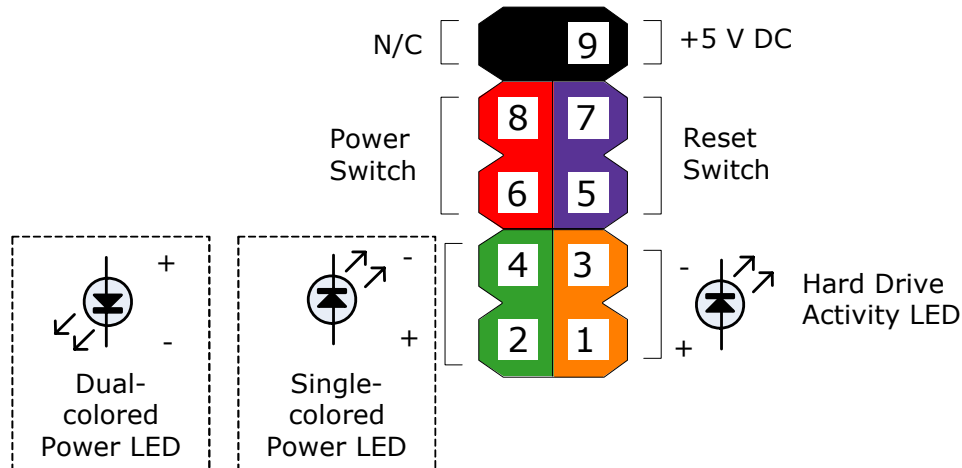 N/C
9
+5 V DC
8
7
Power
Switch
Reset
Switch
6
5
+
-
4
3
-
Hard Drive
Activity LED
-
+
2
1
+
Dual-
colored
Power LED
Single-
colored
Power LED